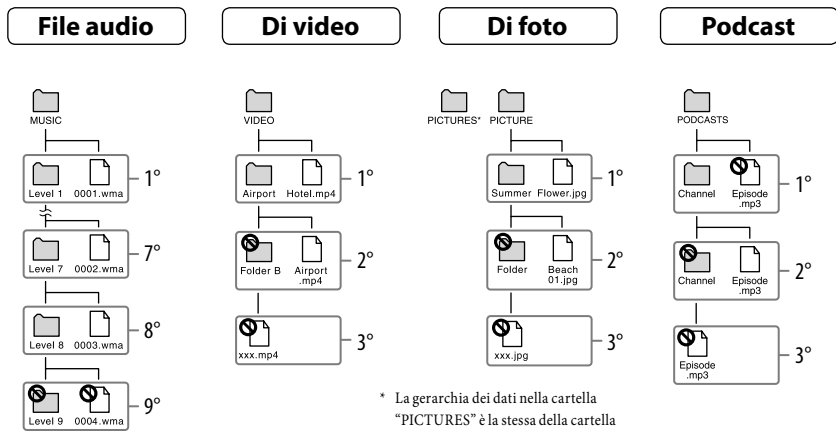 File audio
Di video
Di foto
Podcast
MUSIC
VIDEO
PICTURES*
PICTURE
PODCASTS
Level 1
0001.wma
1°
Airport
Hotel.mp4
1°
Summer
Flower.jpg
1°
Channel
Episode
.mp3
1°
Level 7
0002.wma
7°
Folder B
Airport
.mp4
2°
Folder
Beach
01.jpg
2°
Channel
Episode
.mp3
2°
Level 8
0003.wma
8°
xxx.mp4
3°
xxx.jpg
3°
Episode
.mp3
3°
Level 9
0004.wma
9°
* La gerarchia dei dati nella cartella
“PICTURES” è la stessa della cartella